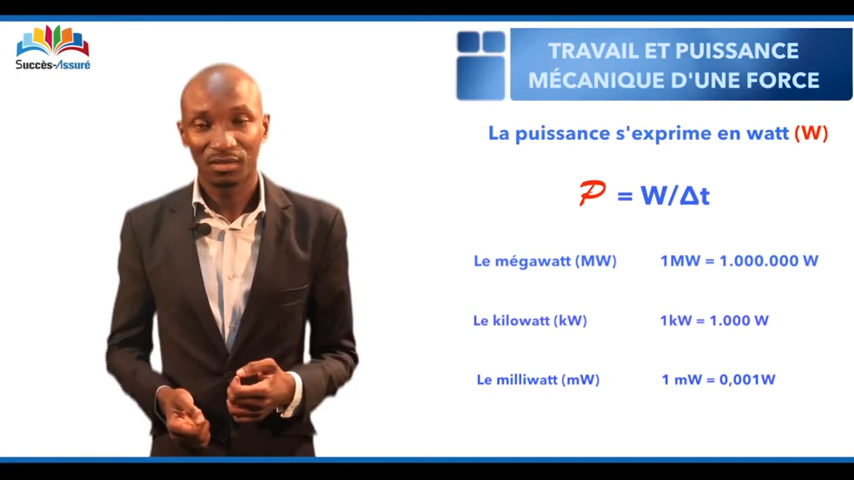 Succès-Assuré
TRAVAIL ET PUISSANCE
MÉCANIQUE D'UNE FORCE
La puissance s'exprime en watt (W)
P = W/Δt
Le mégawatt (MW) 1MW = 1.000.000 W
Le kilowatt (kW) 1kW = 1.000 W
Le milliwatt (mW) 1 mW = 0,001W